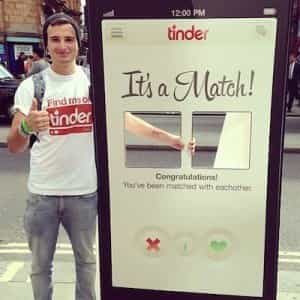 12:00 PM
tinder
It's a Match!
Congratulations!
You've been matched with eachother.
Find me on
tinder